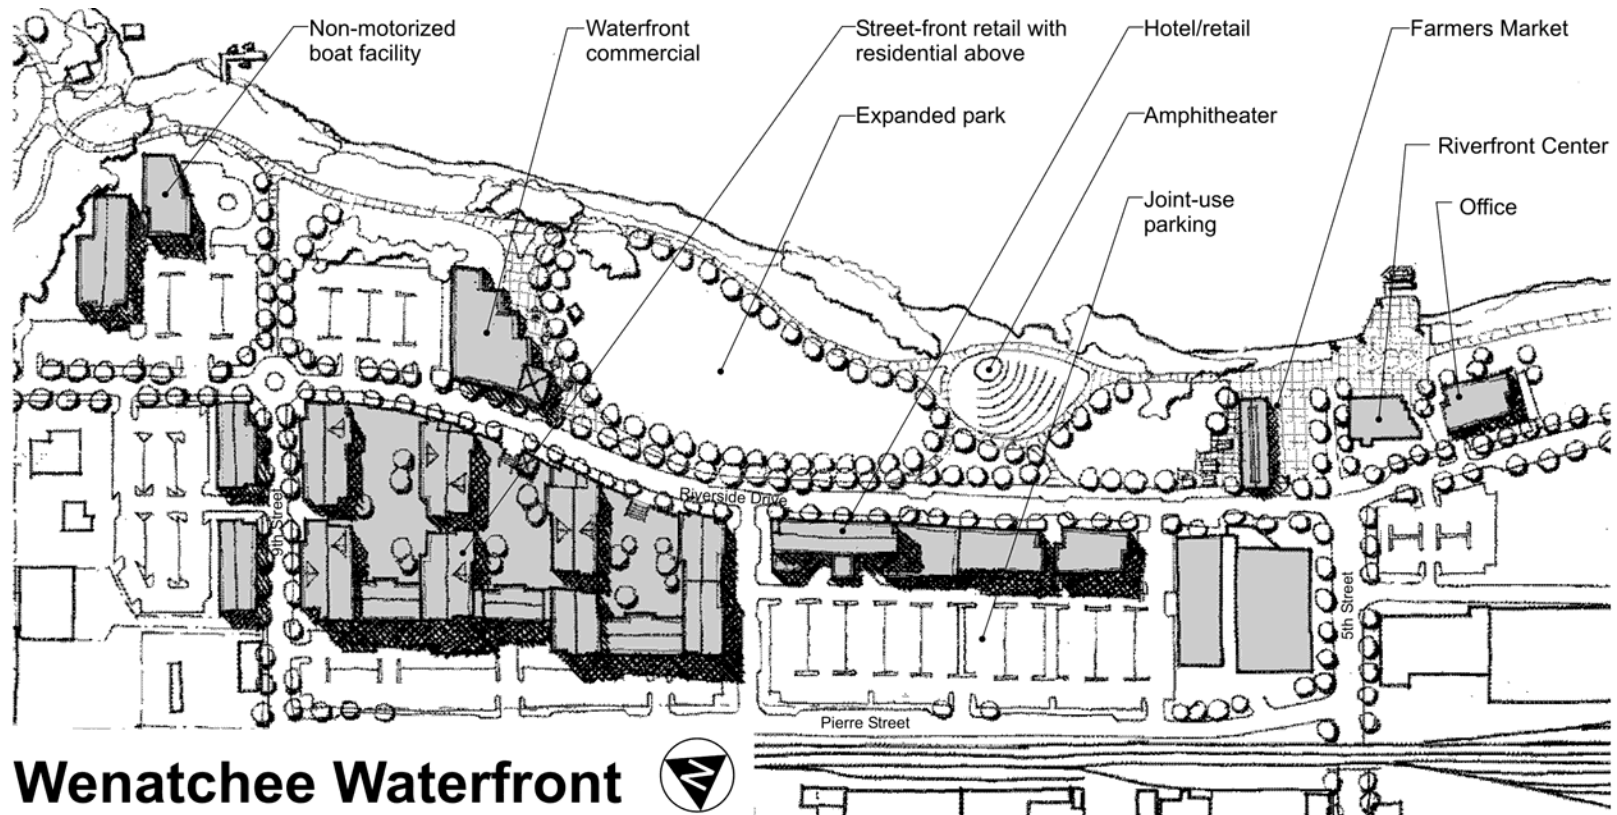 Non-motorized
boat facility
Waterfront
commercial
Street-front retail with
residential above
Hotel/retail
Farmers Market
Expanded park
Amphitheater
Riverfront Center
Joint-use
parking
Office
Riverside Drive
9th Street
5th Street
Pierre Street
Wenatchee Waterfront
N